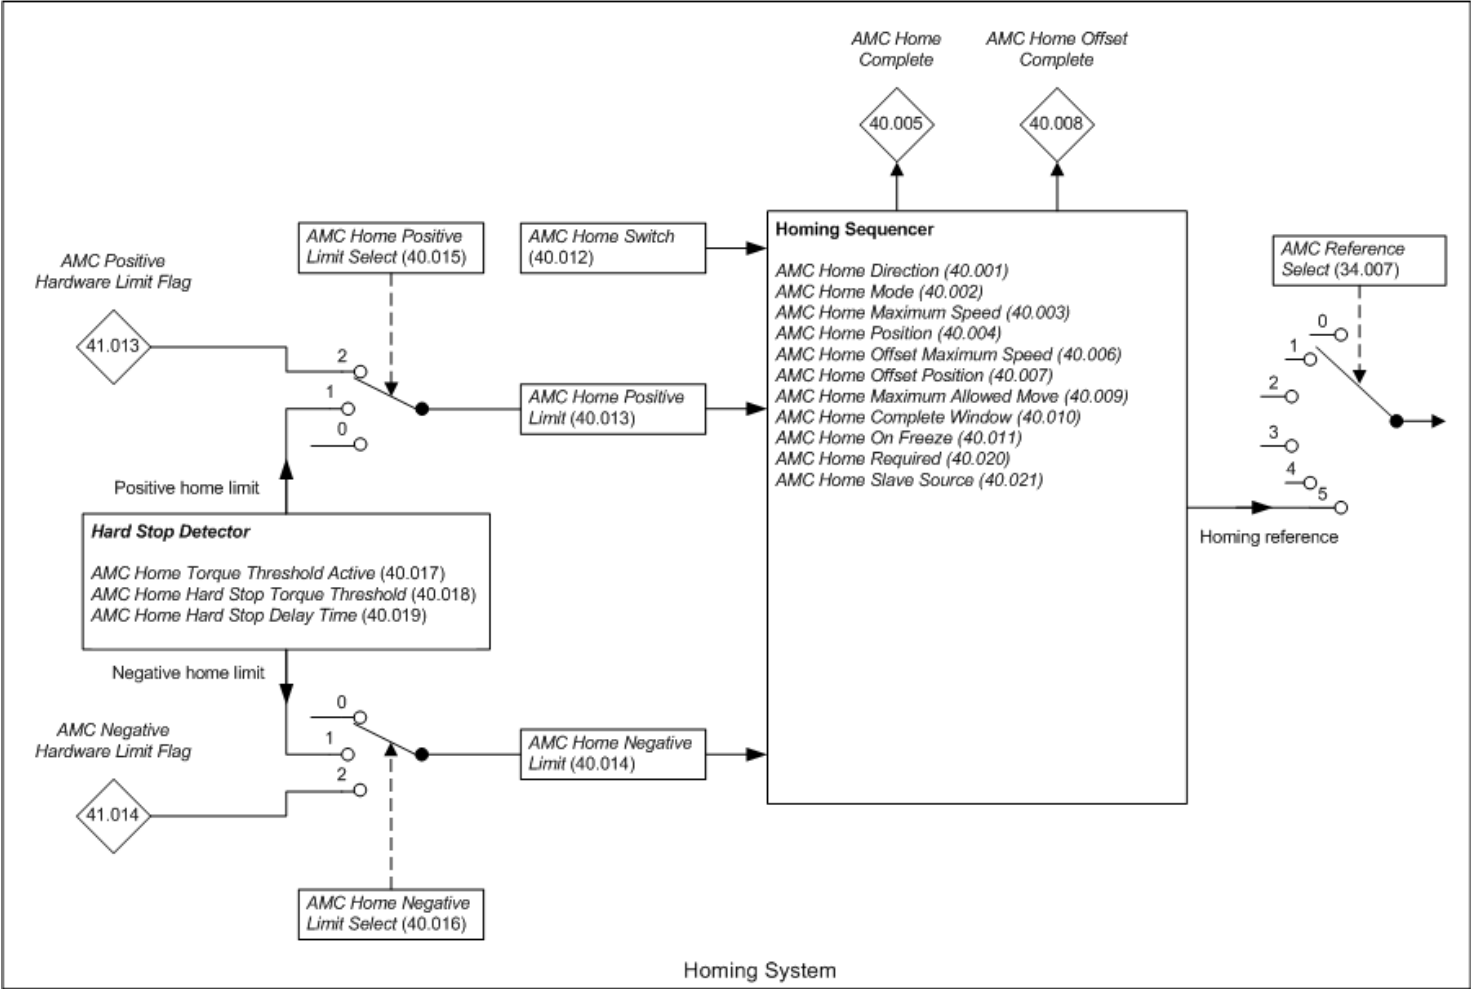 AMC Home
Complete
AMC Home Offset
Complete
40.005
40.008
AMC Positive
Hardware Limit Flag
41.013
AMC Home Positive
Limit Select (40.015)
2
1
0
AMC Home Switch
(40.012)
AMC Home Positive
Limit (40.013)
Positive home limit
Hard Stop Detector
AMC Home Torque Threshold Active (40.017)
AMC Home Hard Stop Torque Threshold (40.018)
AMC Home Hard Stop Delay Time (40.019)
Negative home limit
AMC Negative
Hardware Limit Flag
41.014
0
1
2
AMC Home Negative
Limit (40.014)
AMC Home Negative
Limit Select (40.016)
Homing Sequencer
AMC Home Direction (40.001)
AMC Home Mode (40.002)
AMC Home Maximum Speed (40.003)
AMC Home Position (40.004)
AMC Home Offset Maximum Speed (40.006)
AMC Home Offset Position (40.007)
AMC Home Maximum Allowed Move (40.009)
AMC Home Complete Window (40.010)
AMC Home On Freeze (40.011)
AMC Home Required (40.020)
AMC Home Slave Source (40.021)
AMC Reference
Select (34.007)
0
1
2
3
4
5
Homing reference
Homing System